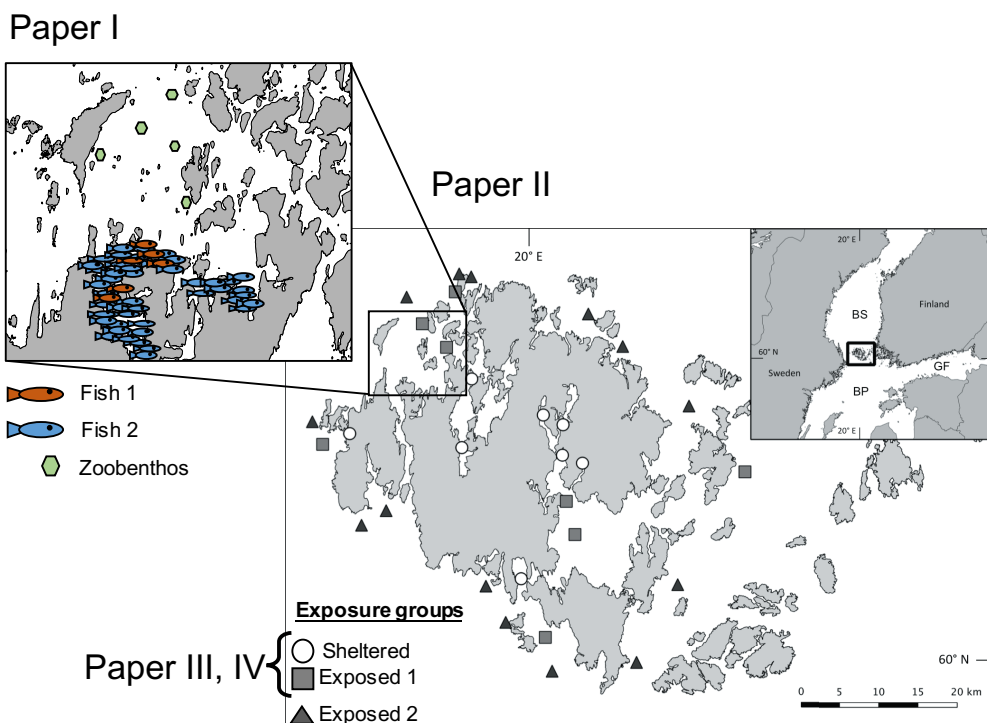 Paper I
Paper II
20° E
20° E
BS
Finland
60° N
Sweden
GF
BP
20° E
Fish 1
Fish 2
Zoobenthos
Exposure groups
Paper III, IV
Sheltered
Exposed 1
Exposed 2
60° N
0 5 10 15 20 km